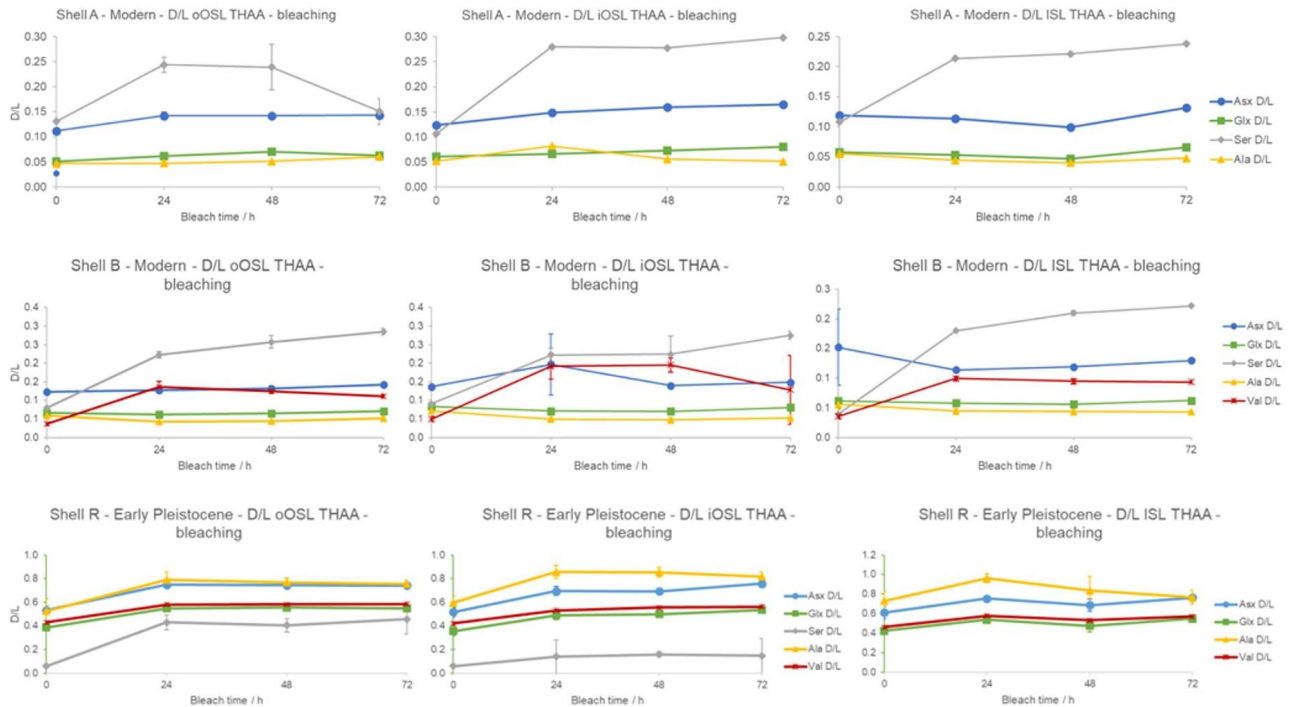 Shell A - Modern - D/L oOSL THAA - bleaching
0.30
0.25
0.20
0.15
0.10
0.05
0.00
D/L
0 24 48 72
Bleach time / h
Shell A - Modern - D/L iOSL THAA - bleaching
0.30
0.25
0.20
0.15
0.10
0.05
0.00
0 24 48 72
Bleach time / h
Shell A - Modern - D/L ISL THAA - bleaching
0.25
0.20
0.15
0.10
0.05
0.00
0 24 48 72
Bleach time / h
Asx D/L
Glx D/L
Ser D/L
Ala D/L
Shell B - Modern - D/L oOSL THAA -
bleaching
0.4
0.3
0.3
0.2
0.2
0.1
0.1
0.0
D/L
0 24 48 72
Bleach time / h
Shell B - Modern - D/L iOSL THAA -
bleaching
0.4
0.3
0.3
0.2
0.2
0.1
0.1
0.0
0 24 48 72
Bleach time / h
Shell B - Modern - D/L ISL THAA - bleaching
0.3
0.2
0.2
0.1
0.1
0.0
0 24 48 72
Bleach time / h
Asx D/L
Glx D/L
Ser D/L
Ala D/L
Val D/L
Shell R - Early Pleistocene - D/L oOSL THAA -
bleaching
1.0
0.8
0.6
0.4
0.2
0.0
D/L
0 24 48 72
Bleach time / h
Shell R - Early Pleistocene - D/L iOSL THAA -
bleaching
1.0
0.8
0.6
0.4
0.2
0.0
0 24 48 72
Bleach time / h
Asx D/L
Glx D/L
Ser D/L
Ala D/L
Val D/L
Shell R - Early Pleistocene - D/L ISL THAA -
bleaching
1.2
1.0
0.8
0.6
0.4
0.2
0.0
0 24 48 72
Bleach time / h
Asx D/L
Glx D/L
Ala D/L
Val D/L